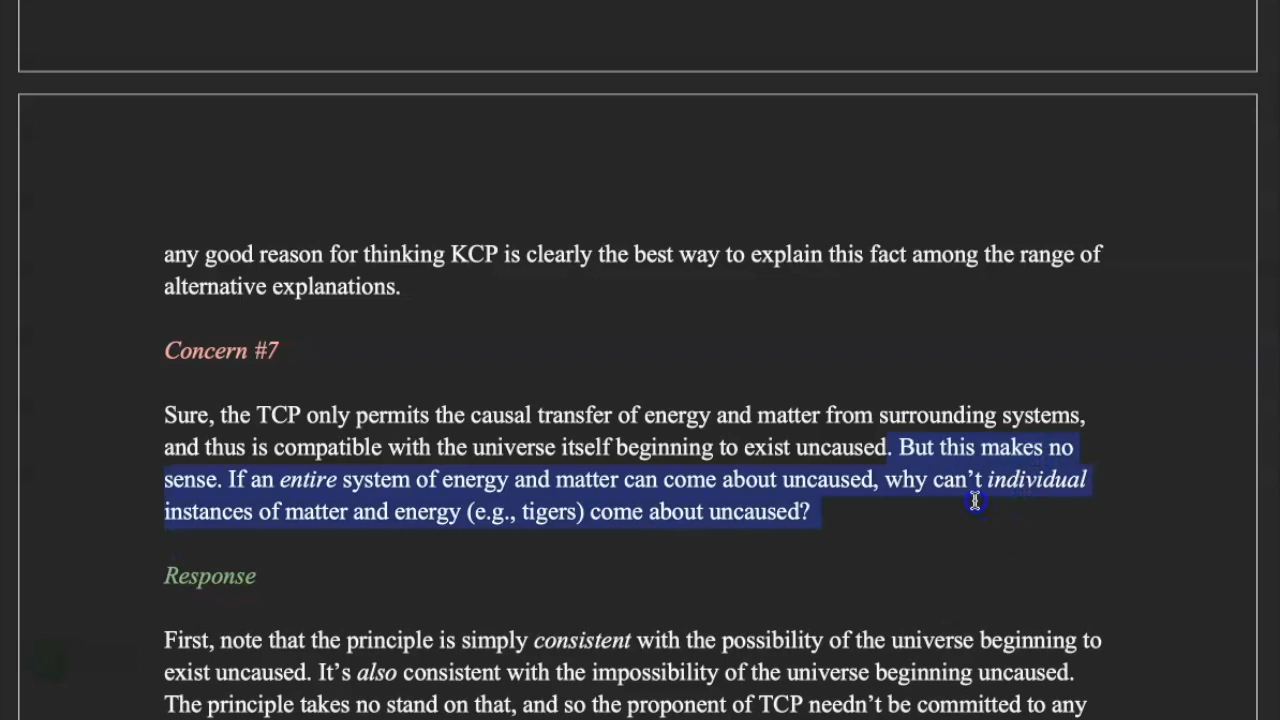 any good reason for thinking KCP is clearly the best way to explain this fact among the range of
alternative explanations.
Concern #7
Sure, the TCP only permits the causal transfer of energy and matter from surrounding systems,
and thus is compatible with the universe itself beginning to exist uncaused. But this makes no
sense. If an entire system of energy and matter can come about uncaused, why can’t individual
instances of matter and energy (e.g., tigers) come about uncaused?
Response
First, note that the principle is simply consistent with the possibility of the universe beginning to
exist uncaused. It’s also consistent with the impossibility of the universe beginning uncaused.
The principle takes no stand on that, and so the proponent of TCP needn’t be committed to any